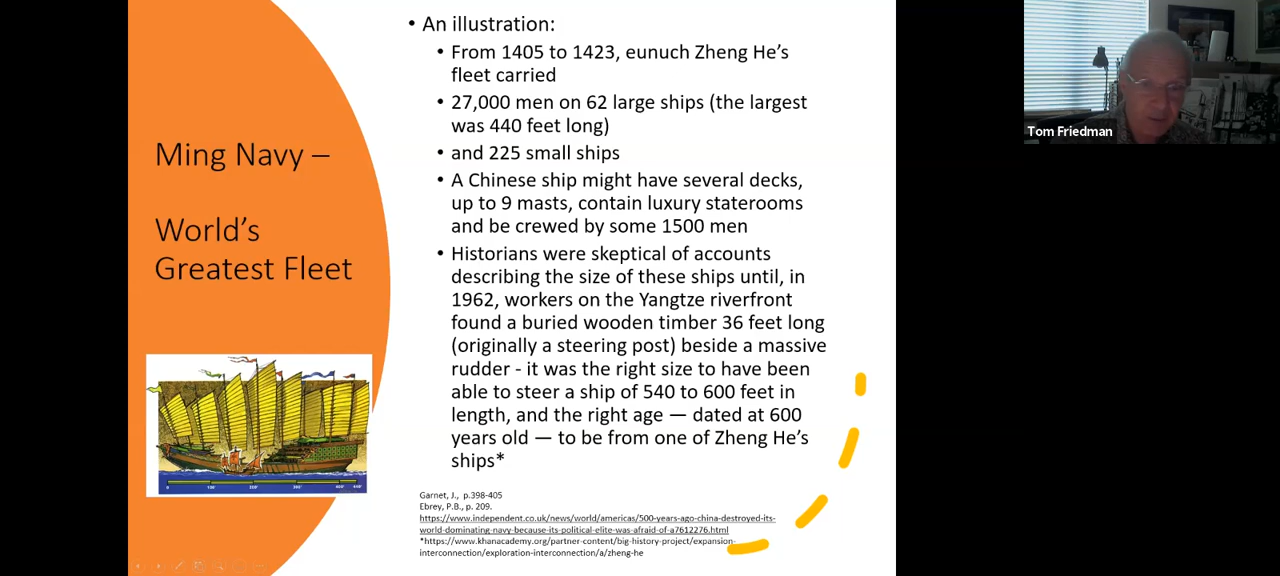 Ming Navy –
World's
Greatest Fleet
• An illustration:
• From 1405 to 1423, eunuch Zheng He's
fleet carried
• 27,000 men on 62 large ships (the largest
was 440 feet long)
• and 225 small ships
• A Chinese ship might have several decks,
up to 9 masts, contain luxury staterooms
and be crewed by some 1500 men
• Historians were skeptical of accounts
describing the size of these ships until, in
1962, workers on the Yangtze riverfront
found a buried wooden timber 36 feet long
(originally a steering post) beside a massive
rudder - it was the right size to have been
able to steer a ship of 540 to 600 feet in
length, and the right age — dated at 600
years old — to be from one of Zheng He's
ships*
Garnet, J., p.398-405
Ebrey, P.B., p. 209.
https://www.independent.co.uk/news/world/americas/500-years-ago-china-destroyed-its-
world-dominating-navy-because-its-political-elite-was-afraid-of-a7612276.html
*https://www.khanacademy.org/partner-content/big-history-project/expansion-
interconnection/exploration-interconnection/a/zheng-he
Tom Friedman